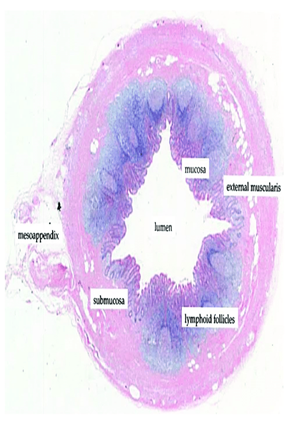 mucosa
external muscularis
lumen
mesoappendix
submucosa
lymphoid follicles